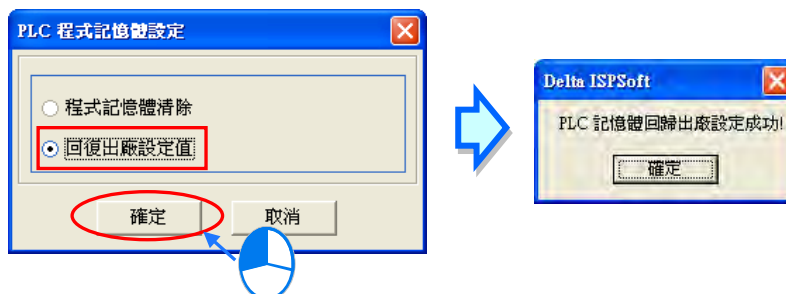 PLC 程式記憶體設定
程式記憶體清除
回復出廠設定值
確定
取消
Delta ISPSoft
PLC 記憶體回歸出廠設定成功!
確定